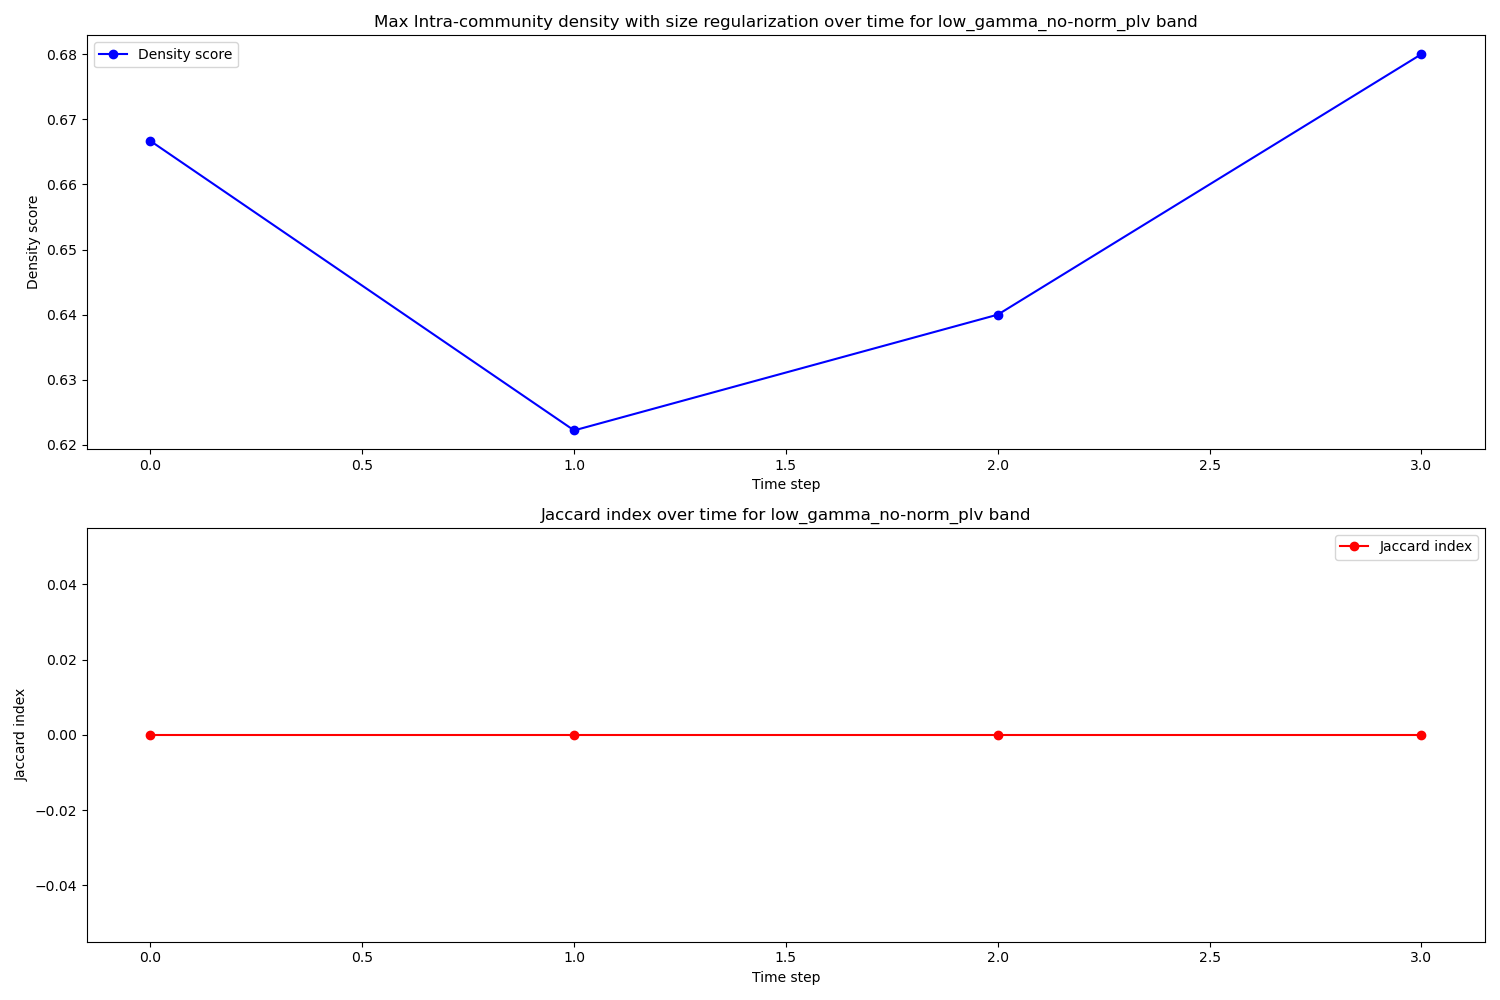 Max Intra-community density with size regularization over time for low_gamma_no-norm_plv band
Density score
0.68
0.67
0.66
0.65
0.64
0.63
0.62
Density score
0.0 0.5 1.0 1.5 2.0 2.5 3.0
Time step
Jaccard index over time for low_gamma_no-norm_plv band
Jaccard index
0.04
0.02
0.00
−0.02
−0.04
Jaccard index
0.0 0.5 1.0 1.5 2.0 2.5 3.0
Time step